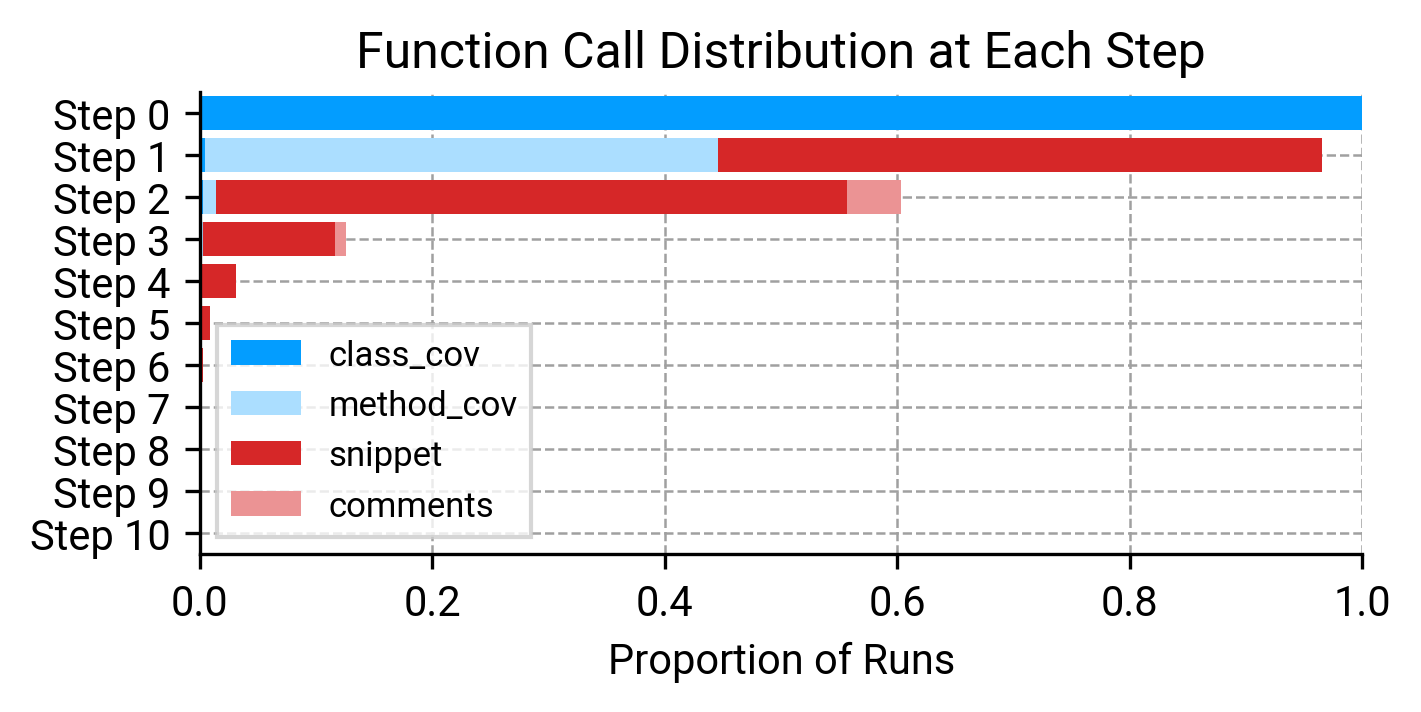 Function Call Distribution at Each Step
Step 0
Step 1
Step 2
Step 3
Step 4
Step 5
Step 6
Step 7
Step 8
Step 9
Step 10
class_cov
method_cov
snippet
comments
0.0 0.2 0.4 0.6 0.8 1.0
Proportion of Runs